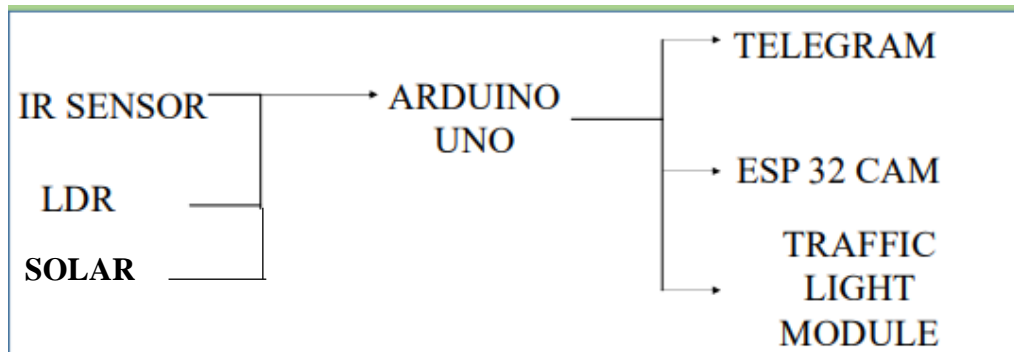 IR SENSOR
LDR
SOLAR
ARDUINO
UNO
TELEGRAM
ESP 32 CAM
TRAFFIC
LIGHT
MODULE